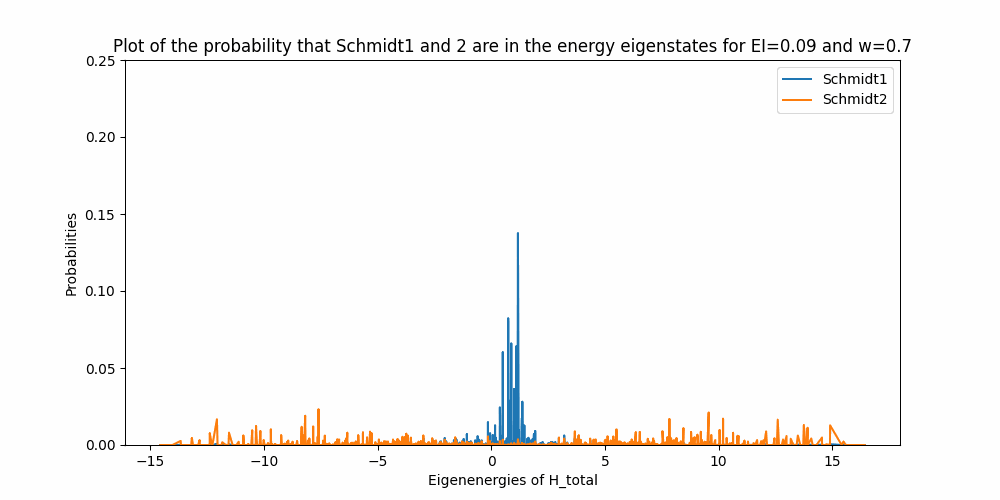 Plot of the probability that Schmidt1 and 2 are in the energy eigenstates for EI=0.09 and w=0.7
Schmidt1
Schmidt2
Probabilities
0.25
0.20
0.15
0.10
0.05
0.00
−15
−10
−5
0
5
10
15
Eigenenergies of H_total